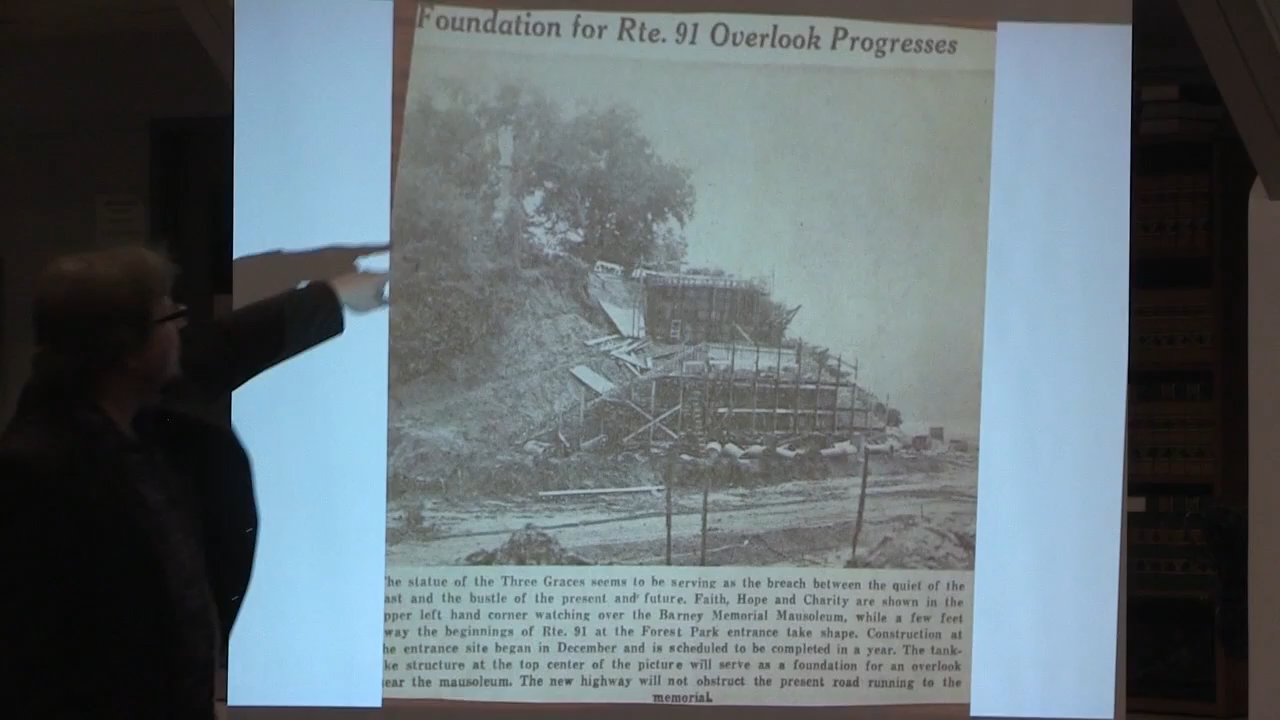 Foundation for Rte. 91 Overlook Progresses
he statue of the Three Graces seems to be serving as the breach between the quiet of the
ast and the bustle of the present and future. Faith, Hope and Charity are shown in the
pper left hand corner watching over the Barney Memorial Mausoleum, while a few feet
way the beginnings of Rte. 91 at the Forest Park entrance take shape. Construction at
he entrance site began in December and is scheduled to be completed in a year. The tank-
ke structure at the top center of the picture will serve as a foundation for an overlook
ear the mausoleum. The new highway will not obstruct the present road running to the
memorial.